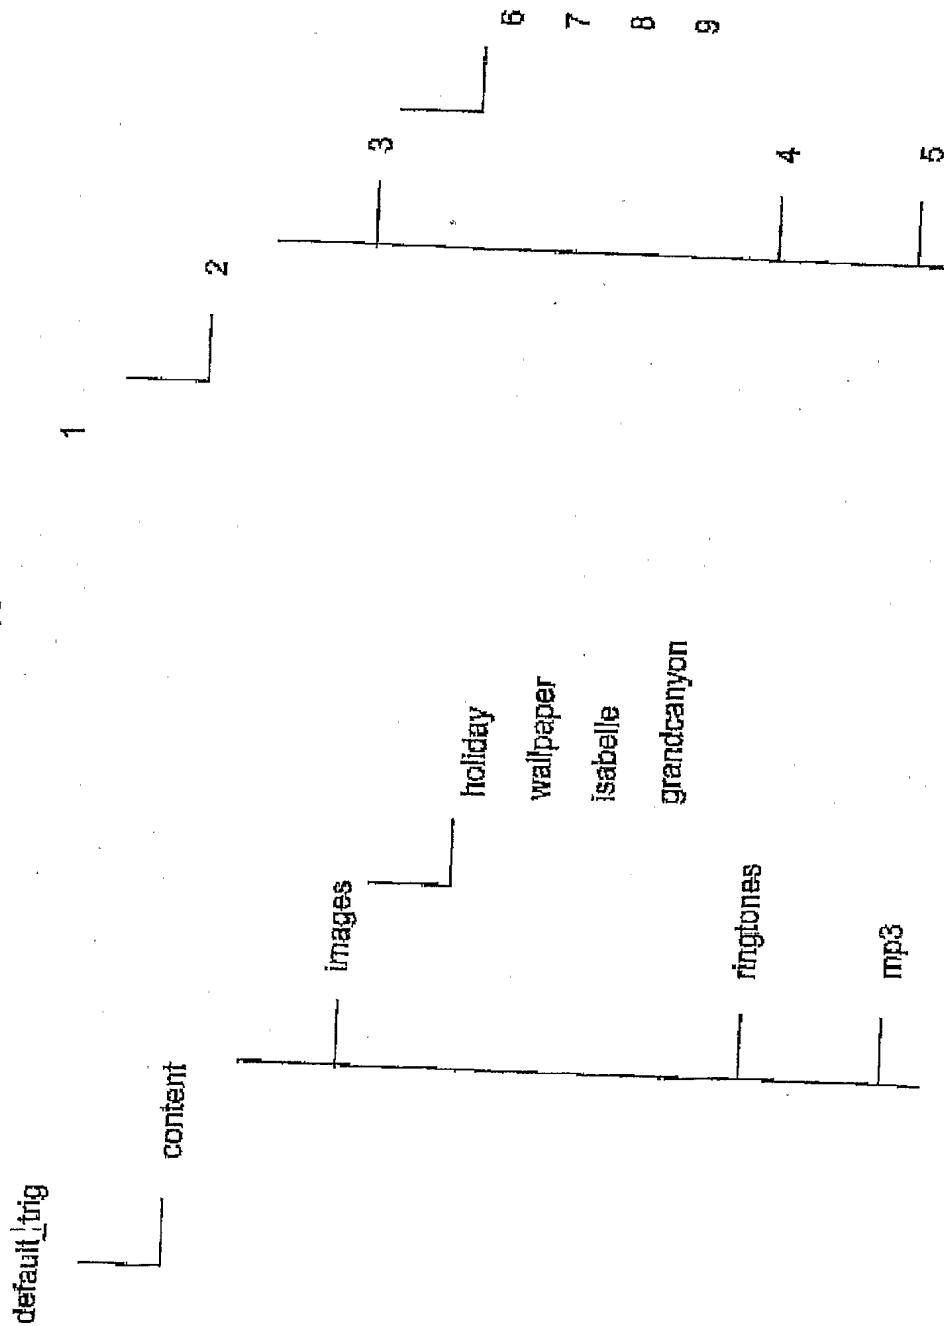 default_trig
content
images
holiday
wallpaper
isabelle
grandcanyon
ringtones
mp3
1
2
3
6
7
8
9
4
5